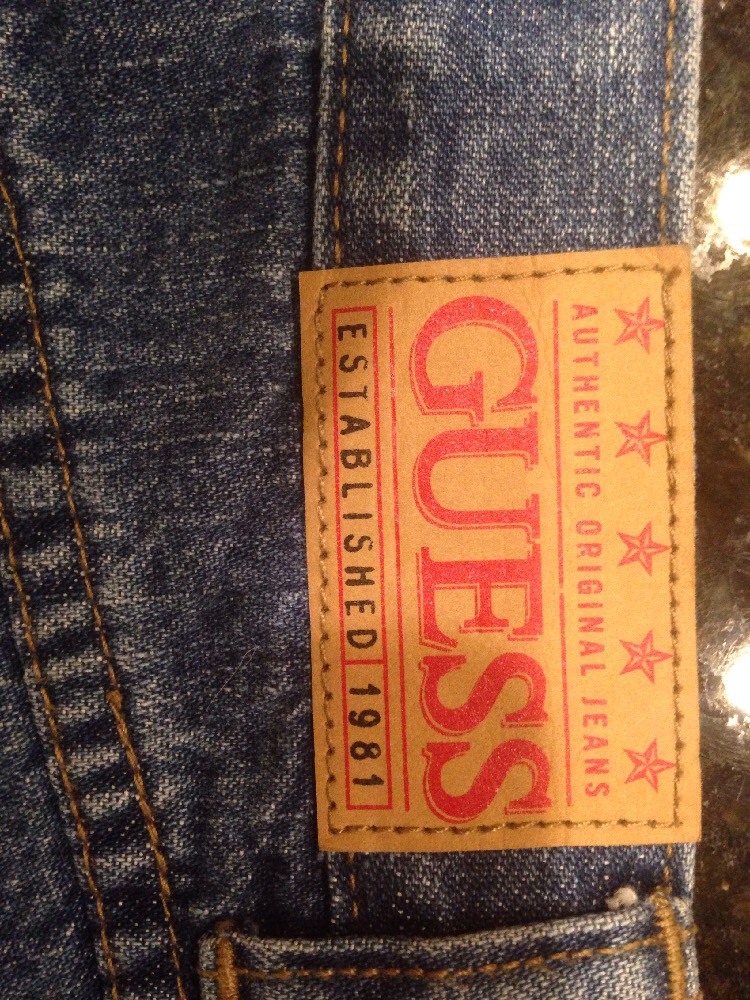 AUTHENTIC ORIGINAL JEANS
GUESS
ESTABLISHED 1981